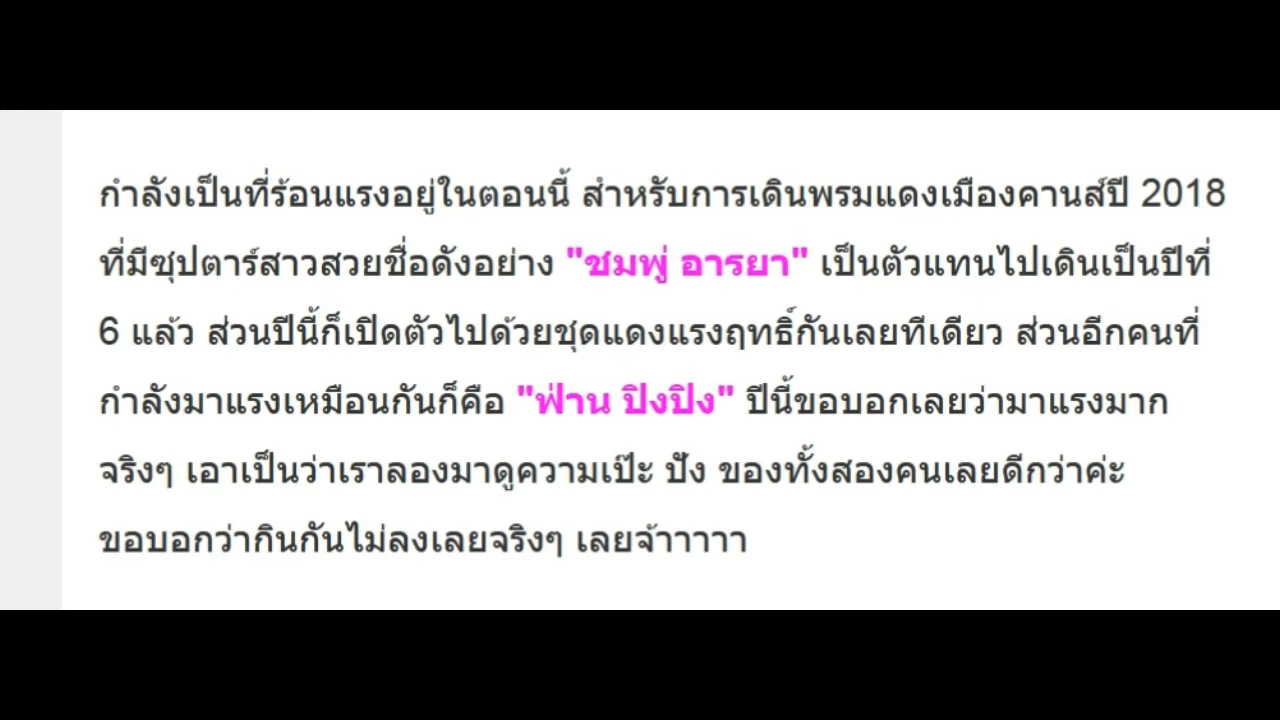 กำลังเป็นที่ร้อนแรงอยู่ในตอนนี้ สำหรับการเดินพรมแดงเมืองคานส์ปี 2018
ที่มีซุปตาร์สาวสวยชื่อดังอย่าง "ชมพู่ อารยา" เป็นตัวแทนไปเดินเป็นปีที่
6 แล้ว ส่วนปีนี้ก็เปิดตัวไปด้วยชุดแดงแรงฤทธิ์กันเลยทีเดียว ส่วนอีกคนที่
กำลังมาแรงเหมือนกันก็คือ "ฟ่าน ปิงปิง" ปีนี้ขอบอกเลยว่ามาแรงมาก
จริงๆ เอาเป็นว่าเราลองมาดูความเป๊ะ ปัง ของทั้งสองคนเลยดีกว่าค่ะ
ขอบอกว่ากินกันไม่ลงเลยจริงๆ เลยจ้าาาาา